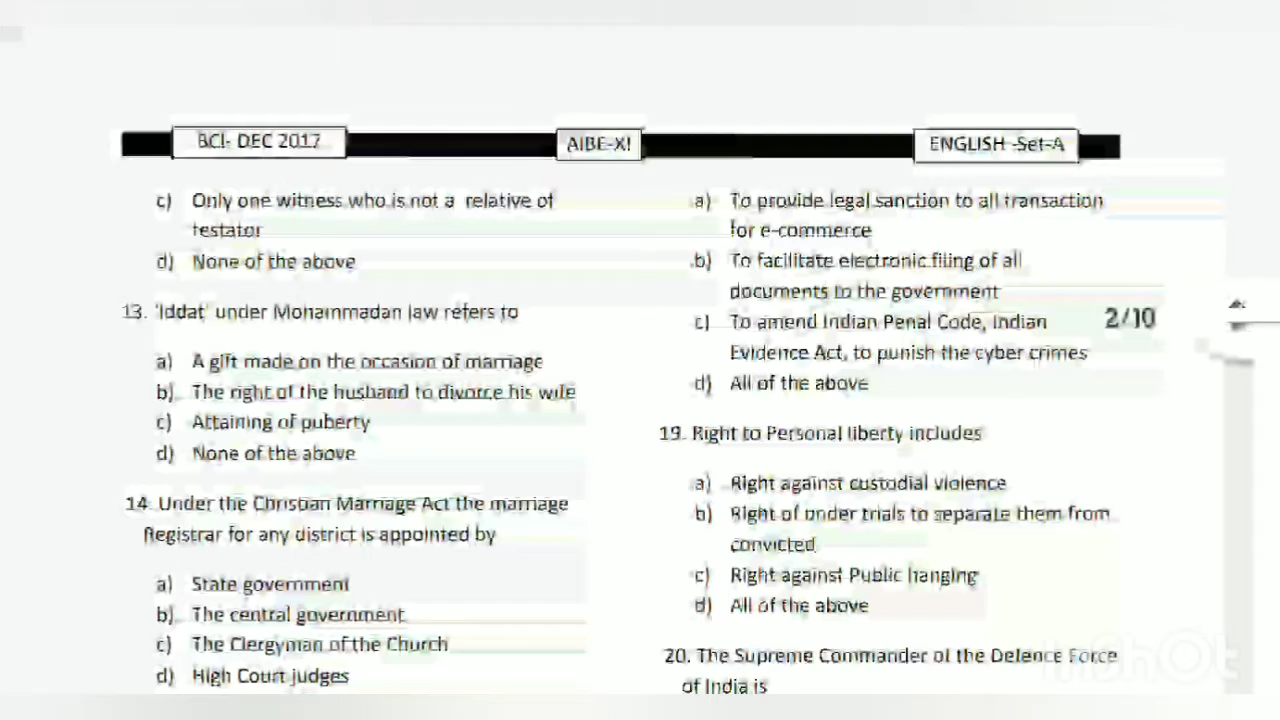 BCI- DEC 2017
AIBE-XI
ENGLISH -Set-A
c) Only one witness who is not a relative of
testator
d) None of the above
13. 'Iddat' under Mohammadan law refers to
a) A gift made on the occasion of marriage
b). The right of the husband to divorce his wife
c) Attaining of puberty
d) None of the above
14. Under the Christian Marriage Act the marriage
Registrar for any district is appointed by
a) State government
b). The central government
c) The Clergyman of the Church
d) High Court judges
a) To provide legal sanction to all transaction
for e-commerce
b) To facilitate electronic filing of all
documents to the government
c) To amend Indian Penal Code, Indian
Evidence Act, to punish the cyber crimes
d) All of the above
2/10
19. Right to Personal liberty includes
a) Right against custodial violence
b) Right of under trials to separate them from
convicted
c) Right against Public hanging
d) All of the above
20. The Supreme Commander of the Defence Force
of India is
InShOt